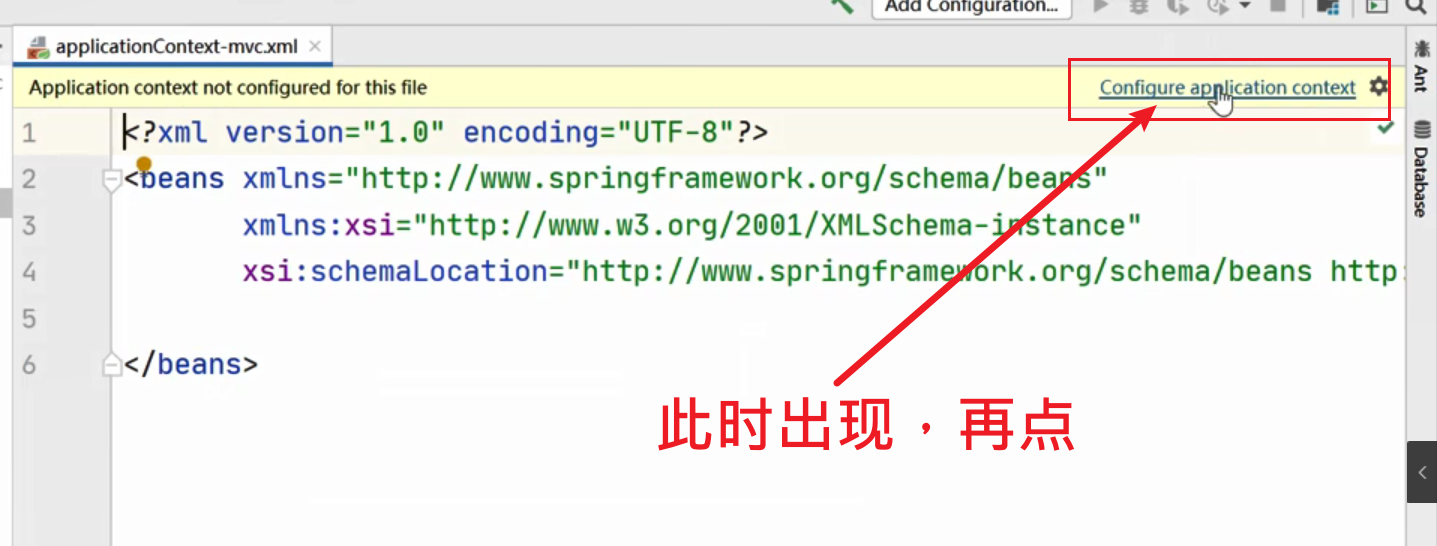 Add Configuration...
applicationContext-mvc.xml
Application context not configured for this file
Configure application context
Ant
Database
1 <?xml version="1.0" encoding="UTF-8"?>
2 <beans xmlns="http://www.springframework.org/schema/beans"
3 xmlns:xsi="http://www.w3.org/2001/XMLSchema-instance"
4 xsi:schemaLocation="http://www.springframework.org/schema/beans http:
5
6 </beans>
此时出现，再点